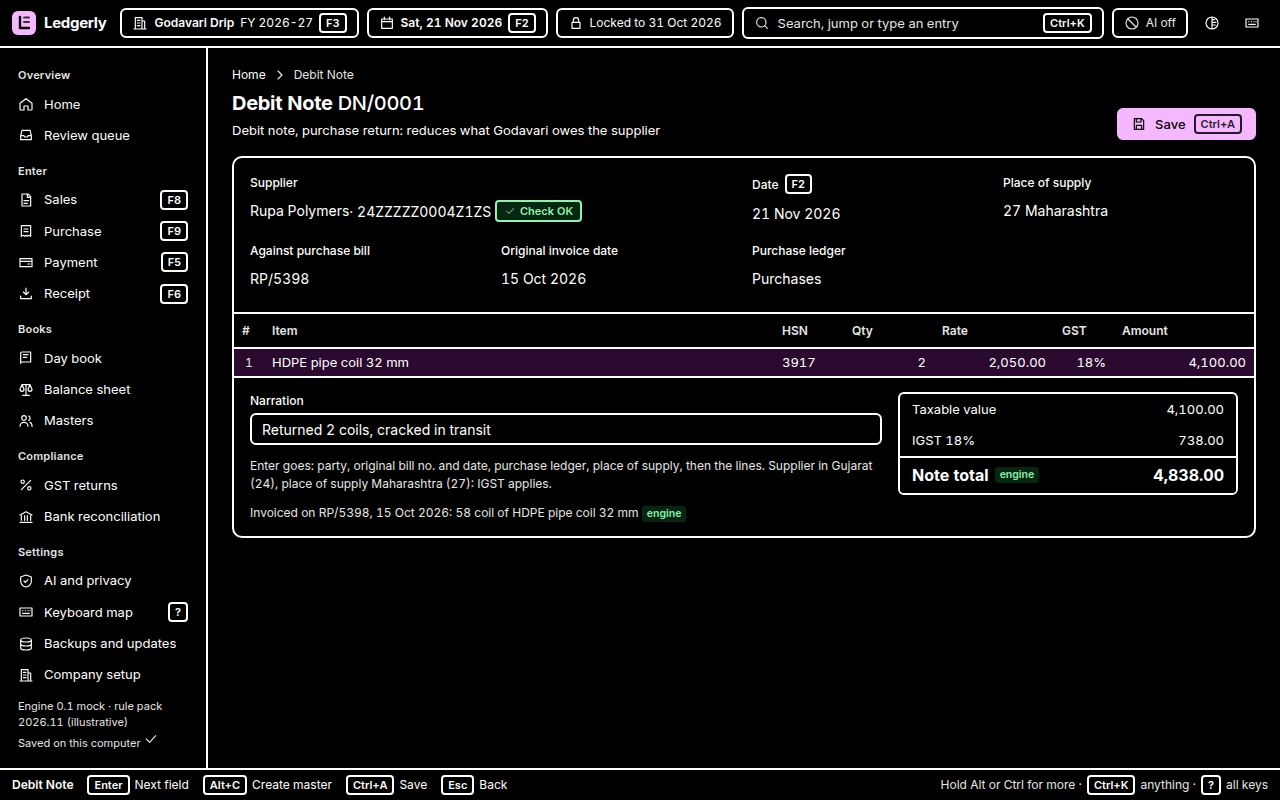 Ledgerly
Godavari Drip FY 2026-27 F3
Sat, 21 Nov 2026 F2
Locked to 31 Oct 2026
Search, jump or type an entry Ctrl+K
AI off
Overview
Home
Review queue
Enter
Sales F8
Purchase F9
Payment F5
Receipt F6
Books
Day book
Balance sheet
Masters
Compliance
GST returns
Bank reconciliation
Settings
AI and privacy
Keyboard map ?
Backups and updates
Company setup
Engine 0.1 mock · rule pack
2026.11 (illustrative)
Saved on this computer
Home > Debit Note
Debit Note DN/0001
Debit note, purchase return: reduces what Godavari owes the supplier
Save Ctrl+A
Supplier
Rupa Polymers· 24ZZZZZ0004Z1ZS Check OK
Date F2
21 Nov 2026
Place of supply
27 Maharashtra
Against purchase bill
RP/5398
Original invoice date
15 Oct 2026
Purchase ledger
Purchases
# Item HSN Qty Rate GST Amount
1 HDPE pipe coil 32 mm 3917 2 2,050.00 18% 4,100.00
Narration
Returned 2 coils, cracked in transit
Enter goes: party, original bill no. and date, purchase ledger, place of supply, then the lines. Supplier in Gujarat
(24), place of supply Maharashtra (27): IGST applies.
Invoiced on RP/5398, 15 Oct 2026: 58 coil of HDPE pipe coil 32 mm engine
Taxable value 4,100.00
IGST 18% 738.00
Note total engine 4,838.00
Debit Note Enter Next field Alt+C Create master Ctrl+A Save Esc Back
Hold Alt or Ctrl for more · Ctrl+K anything · ? all keys